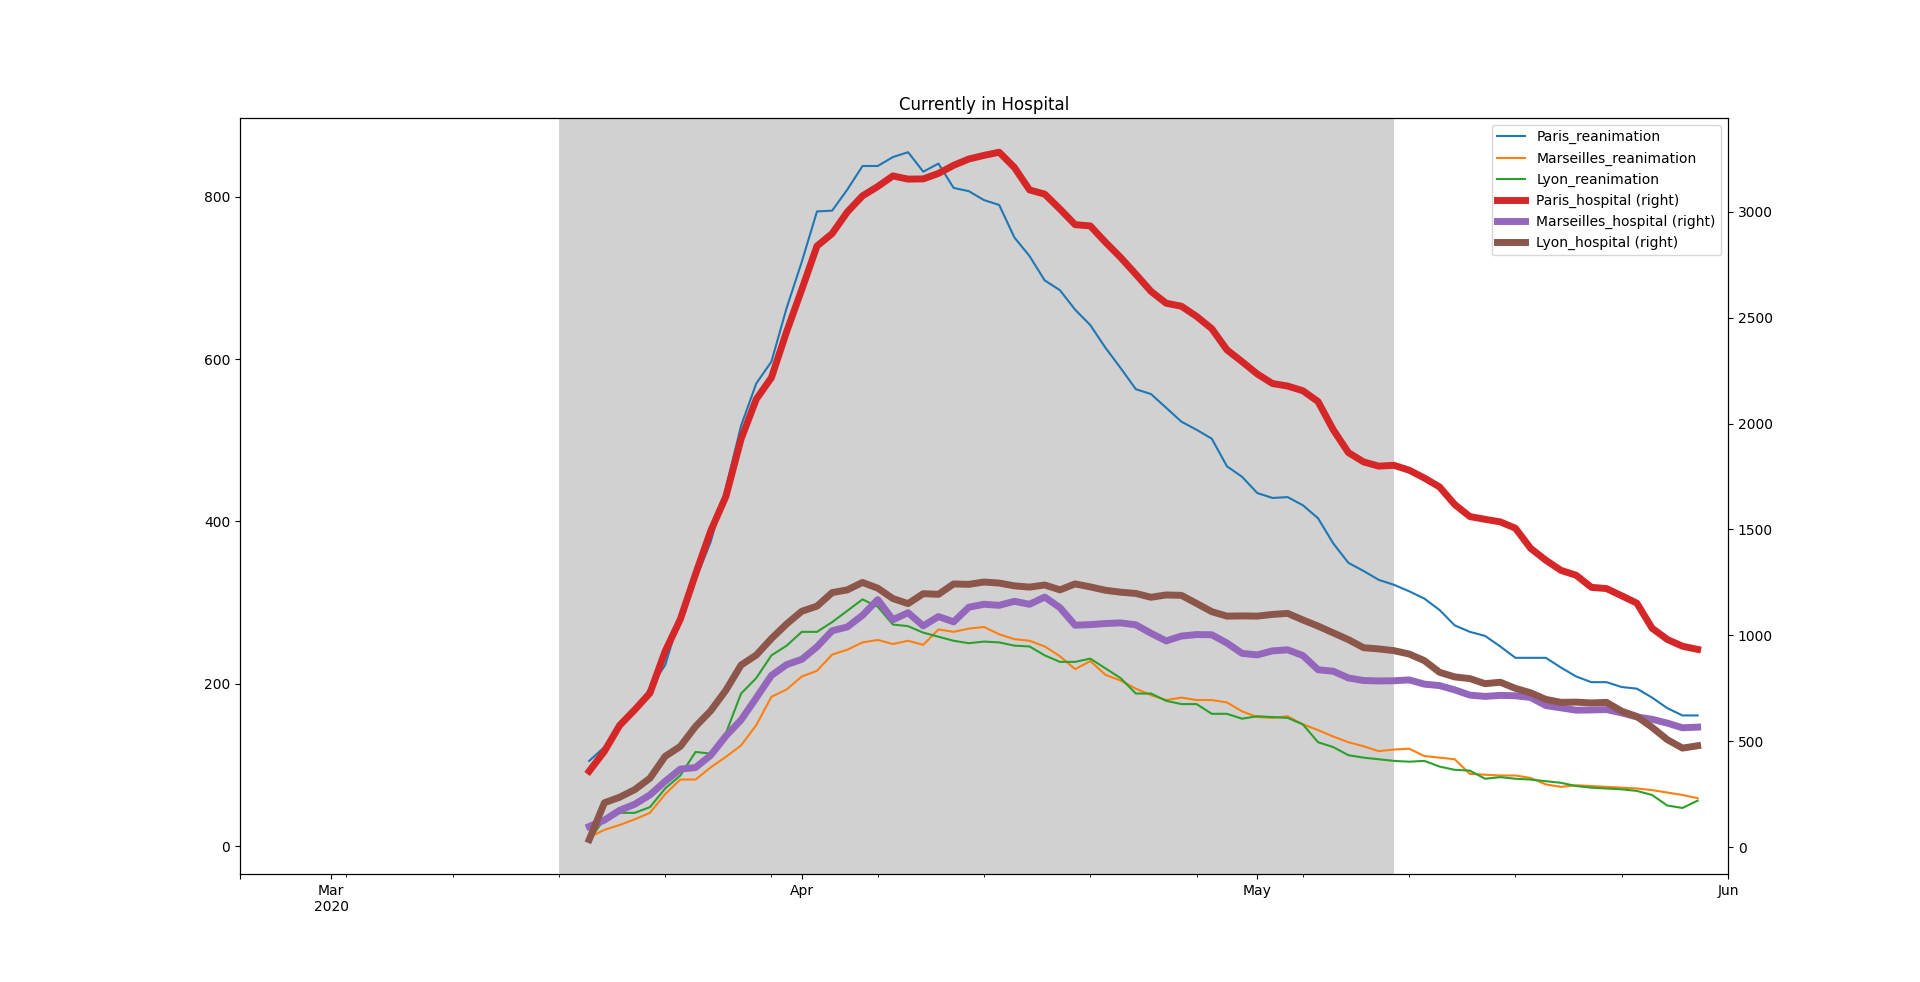 Currently in Hospital
Paris_reanimation
Marseilles_reanimation
Lyon_reanimation
Paris_hospital (right)
Marseilles_hospital (right)
Lyon_hospital (right)
800
600
400
200
0
3000
2500
2000
1500
1000
500
0
Mar
2020
Apr
May
Jun